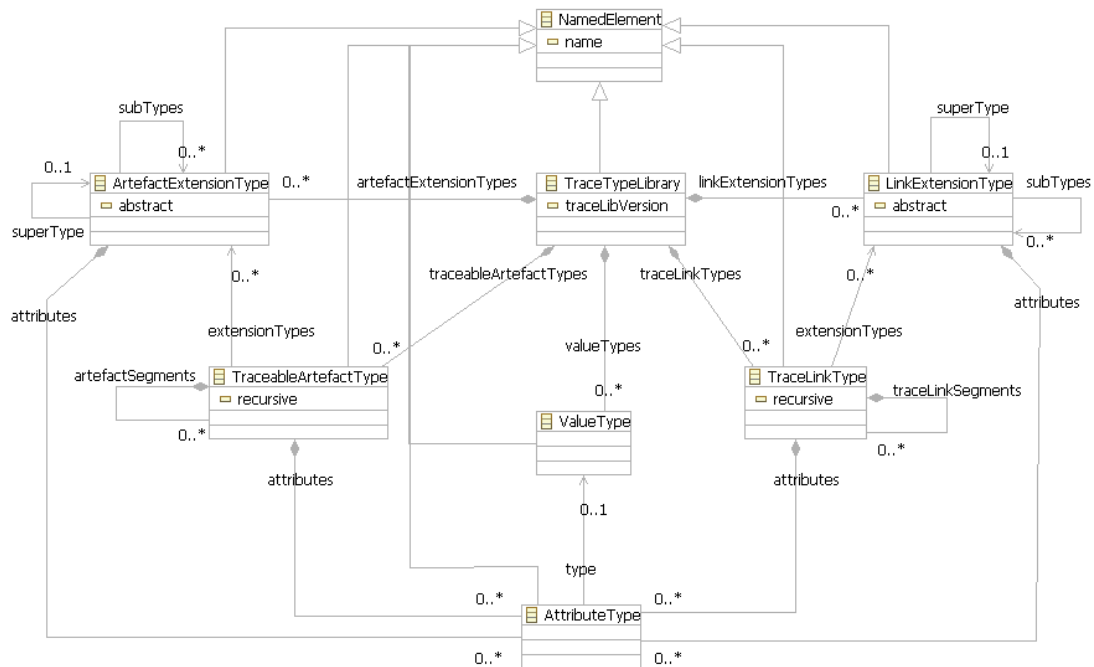 NamedElement
name
subTypes
superType
0..*
0..1
0..1
ArtefactExtensionType
0..*
artefactExtensionTypes
TraceTypeLibrary
linkExtensionTypes
LinkExtensionType
subTypes
abstract
traceLibVersion
0..*
abstract
superType
0..*
0..*
traceableArtefactTypes
traceLinkTypes
0..*
attributes
attributes
extensionTypes
extensionTypes
valueTypes
0..*
0..*
artefactSegments
TraceableArtefactType
TraceLinkType
traceLinkSegments
recursive
0..*
recursive
0..*
ValueType
0..*
attributes
attributes
0..1
type
0..*
0..*
AttributeType
0..*
0..*